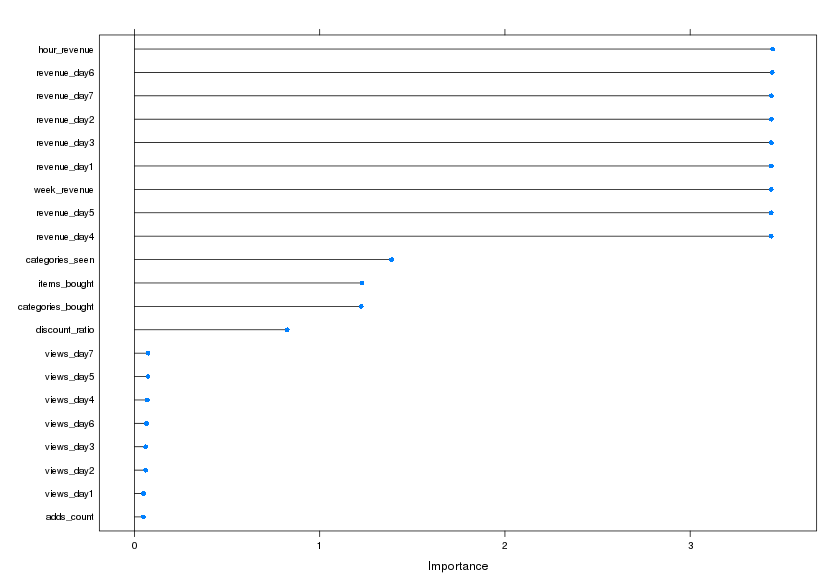 hour_revenue
revenue_day6
revenue_day7
revenue_day2
revenue_day3
revenue_day1
week_revenue
revenue_day5
revenue_day4
categories_seen
items_bought
categories_bought
discount_ratio
views_day7
views_day5
views_day4
views_day6
views_day3
views_day2
views_day1
adds_count
0 1 2 3
Importance